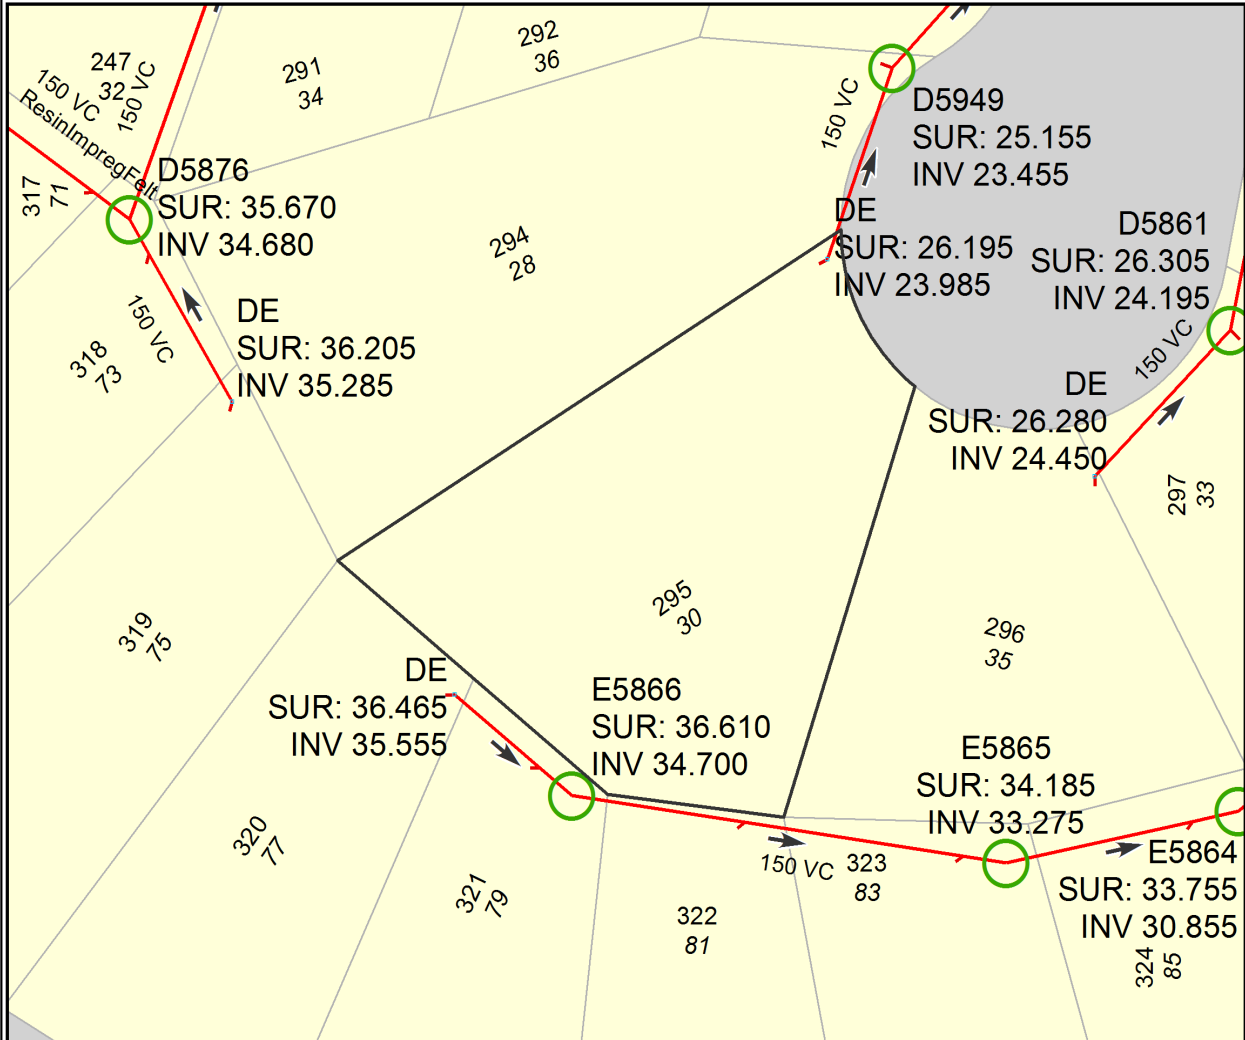 292
36
247
32
150 VC
150 VC
ResinImpregFelt
291
34
150 VC
D5949
SUR: 25.155
INV 23.455
D5876
SUR: 35.670
INV 34.680
317
71
DE
SUR: 26.195
INV 23.985
D5861
SUR: 26.305
INV 24.195
294
28
DE
SUR: 36.205
INV 35.285
150 VC
318
73
150 VC
DE
SUR: 26.280
INV 24.450
297
33
295
30
296
35
319
75
DE
SUR: 36.465
INV 35.555
E5866
SUR: 36.610
INV 34.700
E5865
SUR: 34.185
INV 33.275
320
77
150 VC
323
83
E5864
SUR: 33.755
INV 30.855
321
79
322
81
324
85